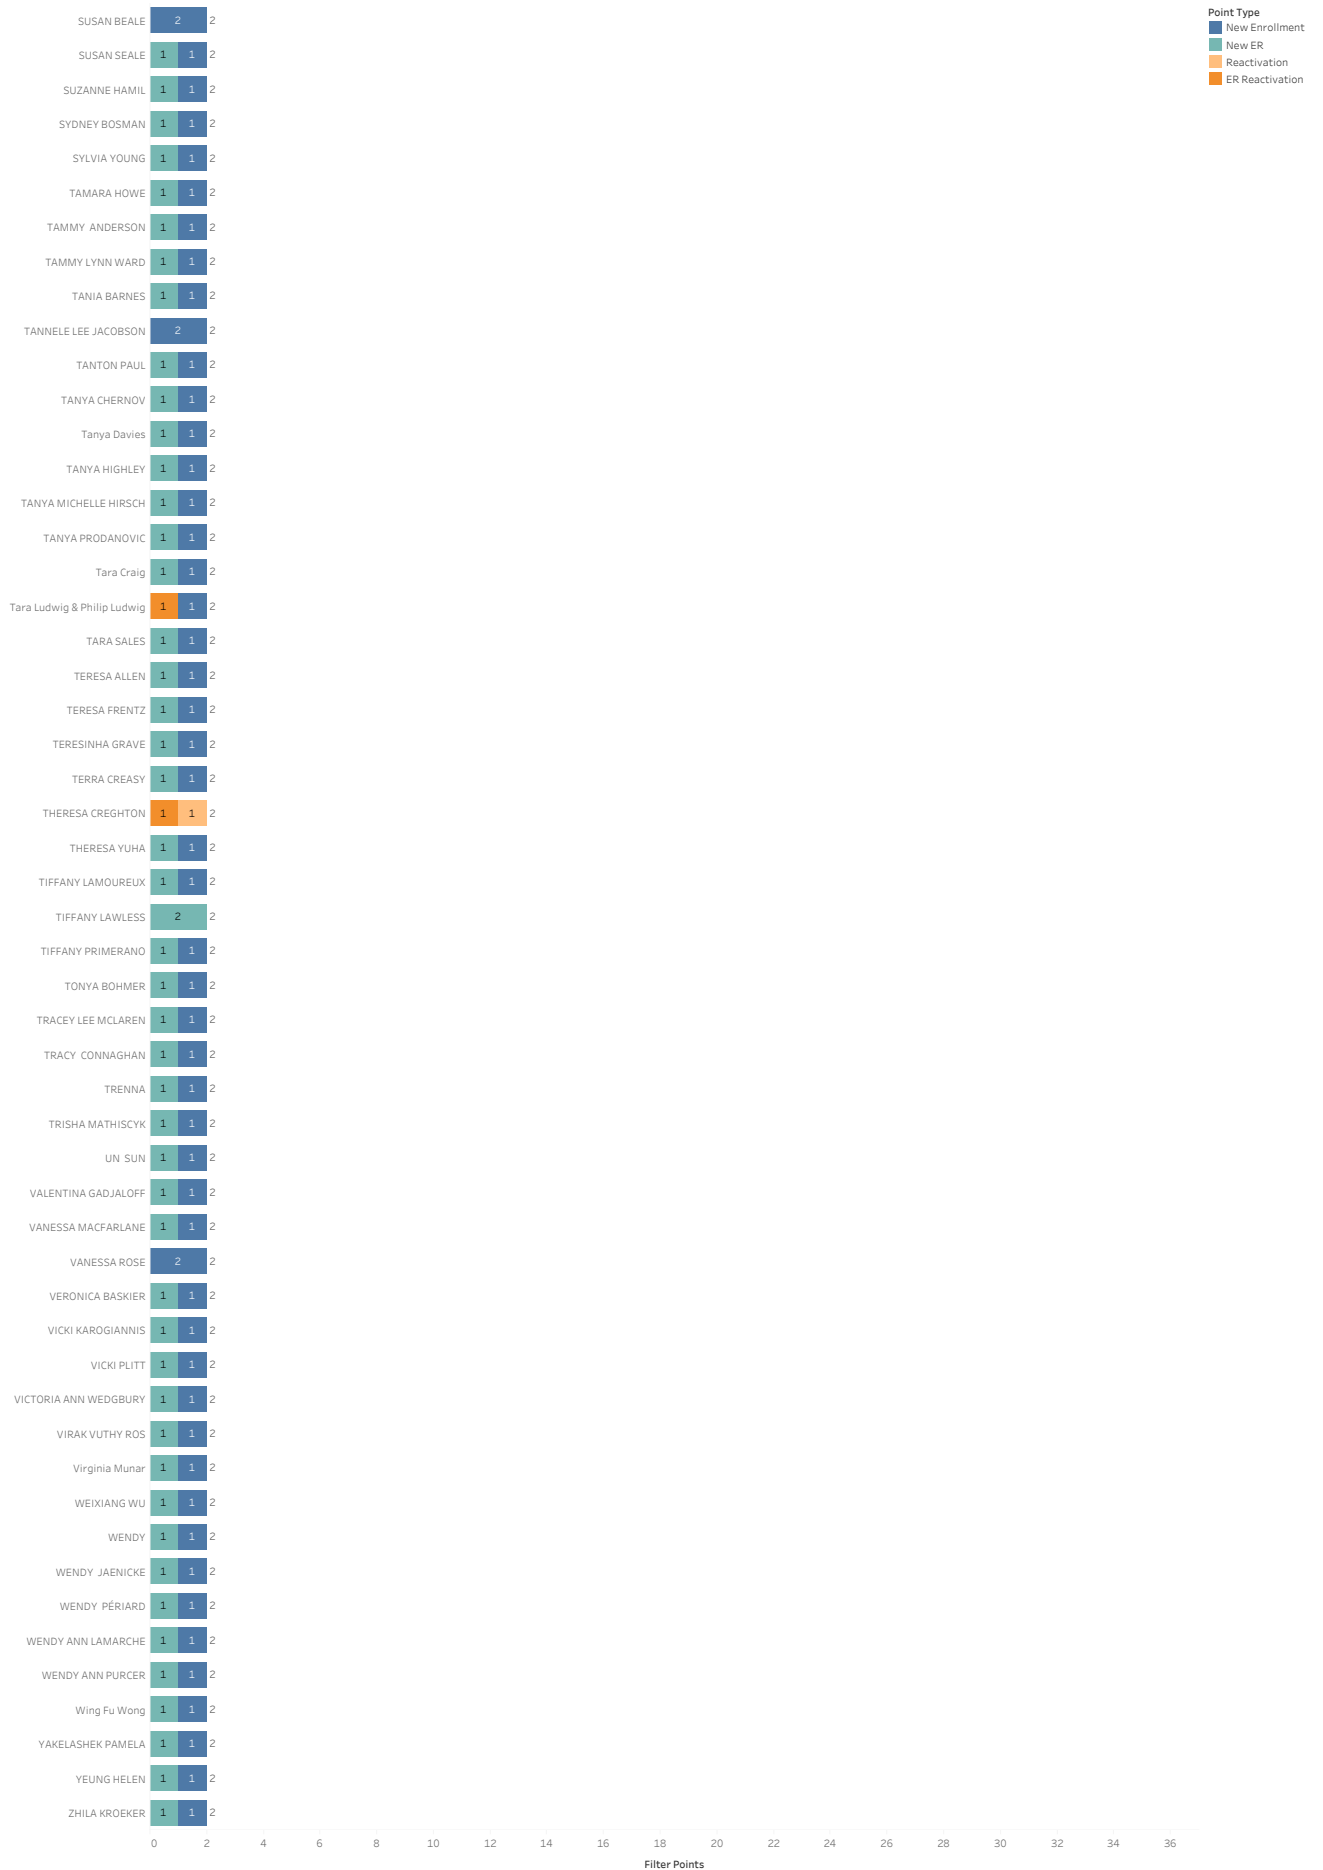 Point Type
New Enrollment
New ER
Reactivation
ER Reactivation
SUSAN BEALE 2 2
SUSAN SEALE 1 1 2
SUZANNE HAMIL 1 1 2
SYDNEY BOSMAN 1 1 2
SYLVIA YOUNG 1 1 2
TAMARA HOWE 1 1 2
TAMMY ANDERSON 1 1 2
TAMMY LYNN WARD 1 1 2
TANIA BARNES 1 1 2
TANNELE LEE JACOBSON 2 2
TANTON PAUL 1 1 2
TANYA CHERNOV 1 1 2
Tanya Davies 1 1 2
TANYA HIGHLEY 1 1 2
TANYA MICHELLE HIRSCH 1 1 2
TANYA PRODANOVIC 1 1 2
Tara Craig 1 1 2
Tara Ludwig & Philip Ludwig 1 1 2
TARA SALES 1 1 2
TERESA ALLEN 1 1 2
TERESA FRENTZ 1 1 2
TERESINHA GRAVE 1 1 2
TERRA CREASY 1 1 2
THERESA CREGHTON 1 1 2
THERESA YUHA 1 1 2
TIFFANY LAMOUREUX 1 1 2
TIFFANY LAWLESS 2 2
TIFFANY PRIMERANO 1 1 2
TONYA BOHMER 1 1 2
TRACEY LEE MCLAREN 1 1 2
TRACY CONNAGHAN 1 1 2
TRENNA 1 1 2
TRISHA MATHISCYK 1 1 2
UN SUN 1 1 2
VALENTINA GADJALOFF 1 1 2
VANESSA MACFARLANE 1 1 2
VANESSA ROSE 2 2
VERONICA BASKIER 1 1 2
VICKI KAROGIANNIS 1 1 2
VICKI PLITT 1 1 2
VICTORIA ANN WEDGBURY 1 1 2
VIRAK VUTHY ROS 1 1 2
Virginia Munar 1 1 2
WEIXIANG WU 1 1 2
WENDY 1 1 2
WENDY JAENICKE 1 1 2
WENDY PÉRIARD 1 1 2
WENDY ANN LAMARCHE 1 1 2
WENDY ANN PURCER 1 1 2
Wing Fu Wong 1 1 2
YAKELASHEK PAMELA 1 1 2
YEUNG HELEN 1 1 2
ZHILA KROEKER 1 1 2
0 2 4 6 8 10 12 14 16 18 20 22 24 26 28 30 32 34 36
Filter Points